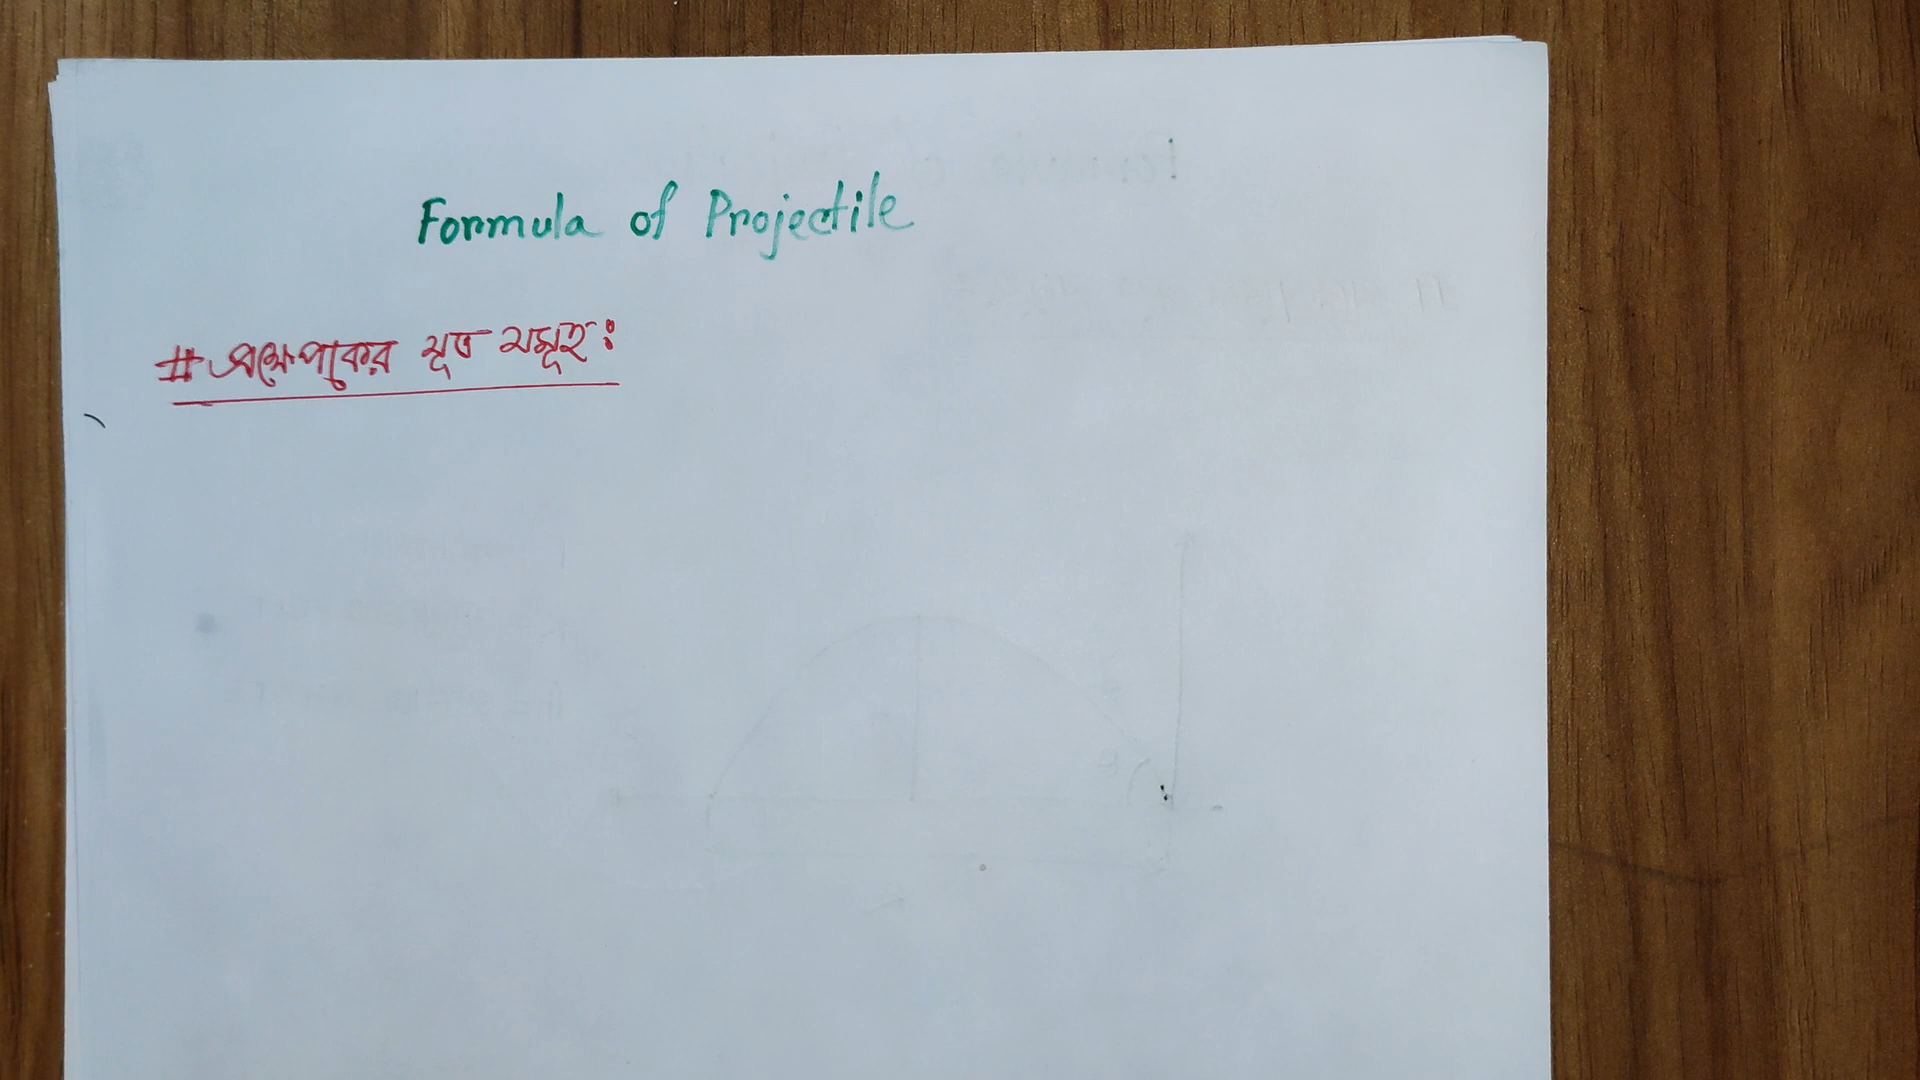 Formula of Projectile
# প্রক্ষেপকের সূত্র সমূহ: